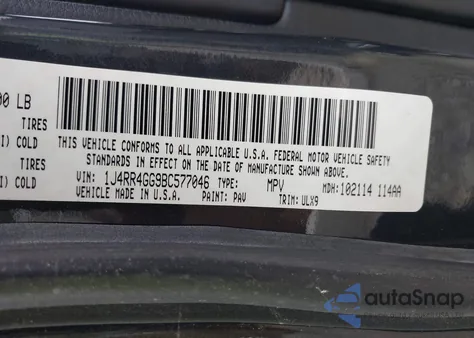 00 LB
TIRES
I) COLD
TIRES
I) COLD
THIS VEHICLE CONFORMS TO ALL APPLICABLE U.S.A. FEDERAL MOTOR VEHICLE SAFETY
STANDARDS IN EFFECT ON THE DATE OF MANUFACTURE SHOWN ABOVE.
VIN: 1J4RR4GG9BC577046 TYPE: MPV MDH: 102114 114AA
VEHICLE MADE IN U.S.A. PAINT: PAV TRIM: ULX9
autoSnap